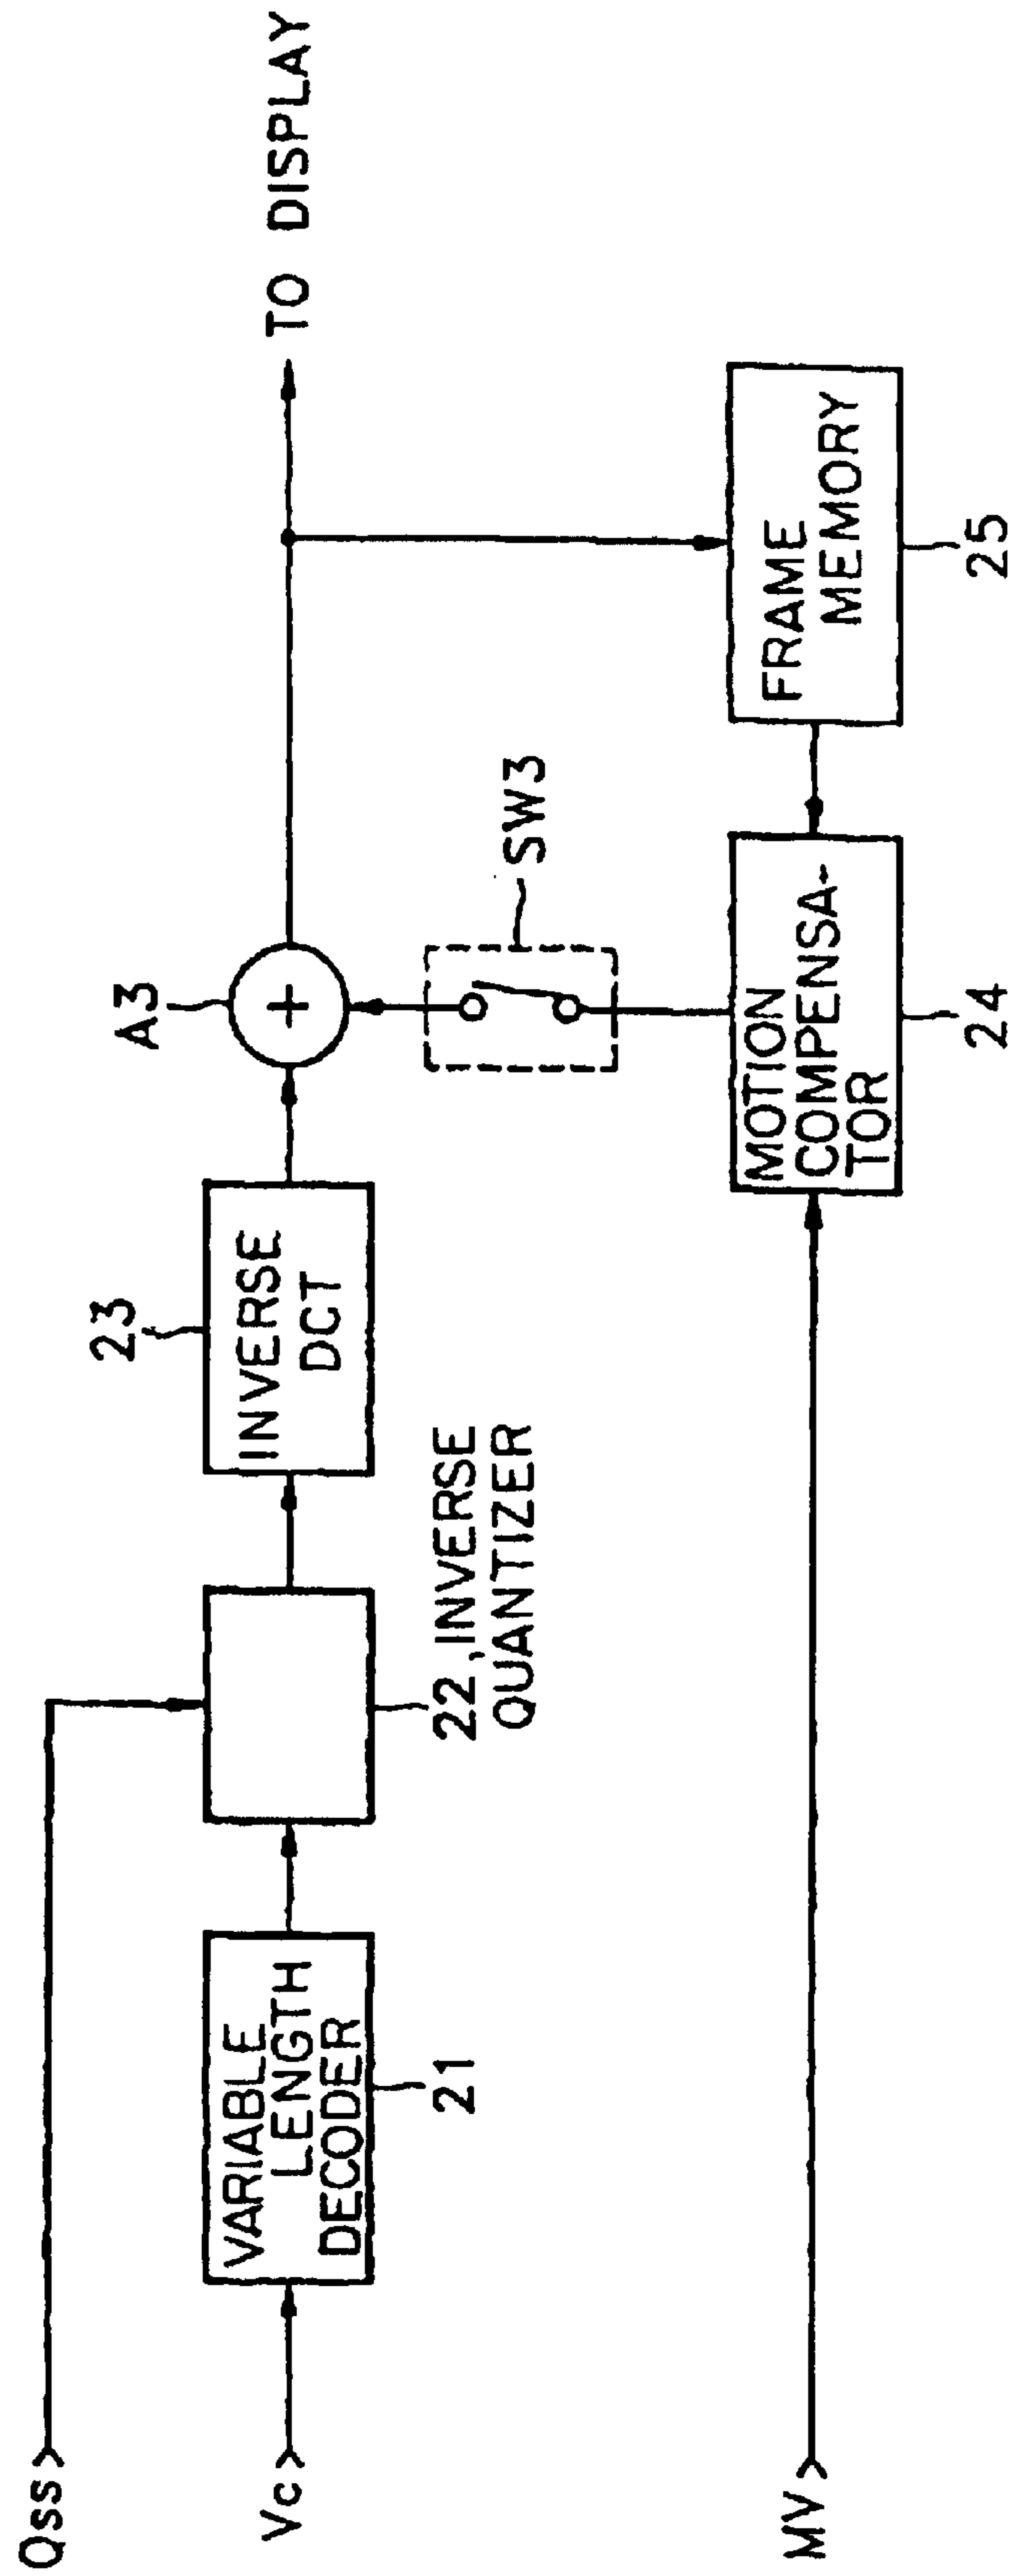 Qss
Vc
MV
VARIABLE
LENGTH
DECODER
21
22, INVERSE
QUANTIZER
23
INVERSE
DCT
A3
SW3
MOTION
COMPENSA-
TOR
24
FRAME
MEMORY
25
TO DISPLAY